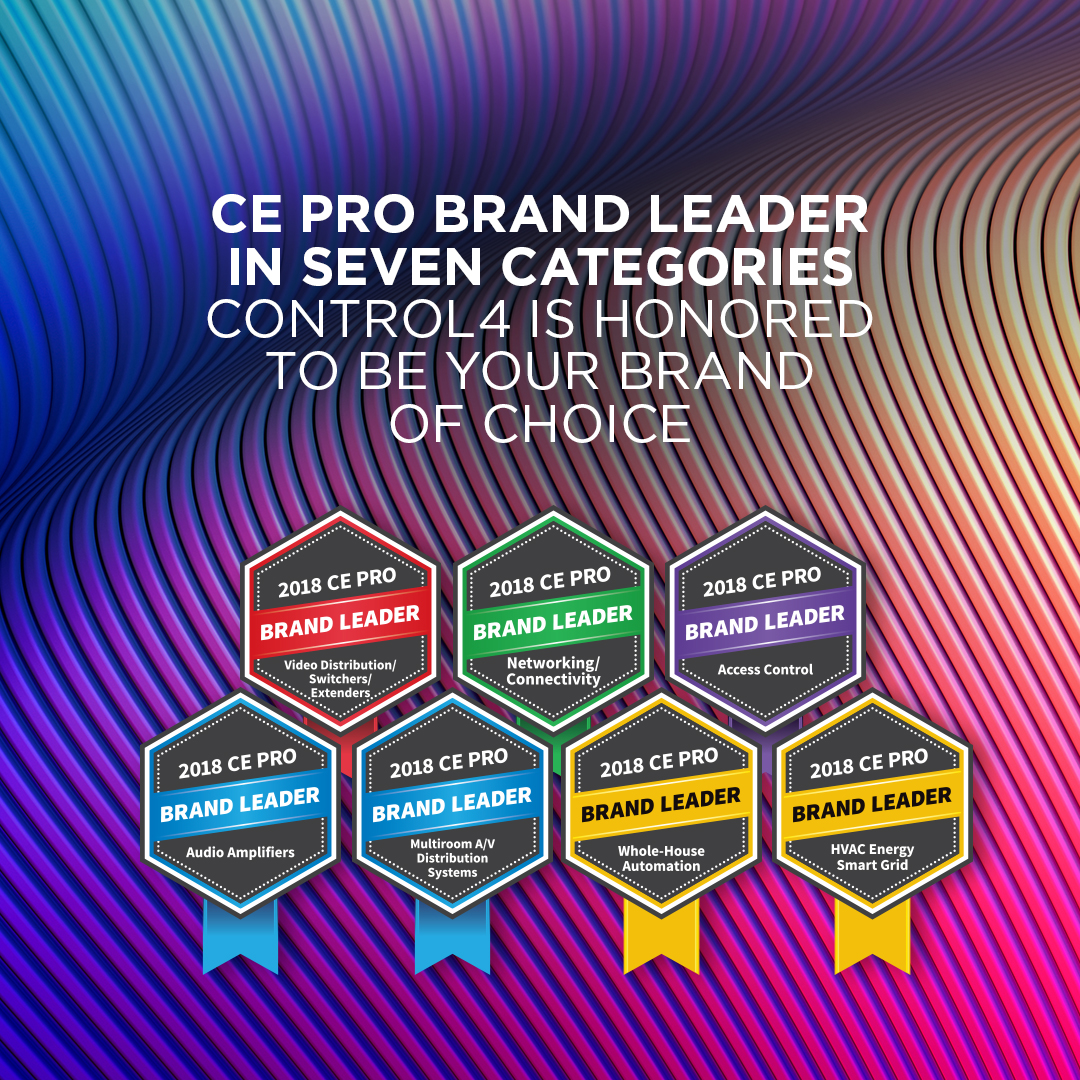 CE PRO BRAND LEADER
IN SEVEN CATEGORIES
CONTROL4 IS HONORED
TO BE YOUR BRAND
OF CHOICE
2018 CE PRO
BRAND LEADER
Video Distribution/
Switchers/
Extenders
2018 CE PRO
BRAND LEADER
Networking/
Connectivity
2018 CE PRO
BRAND LEADER
Access Control
2018 CE PRO
BRAND LEADER
Audio Amplifiers
2018 CE PRO
BRAND LEADER
Multiroom A/V
Distribution
Systems
2018 CE PRO
BRAND LEADER
Whole-House
Automation
2018 CE PRO
BRAND LEADER
HVAC Energy
Smart Grid